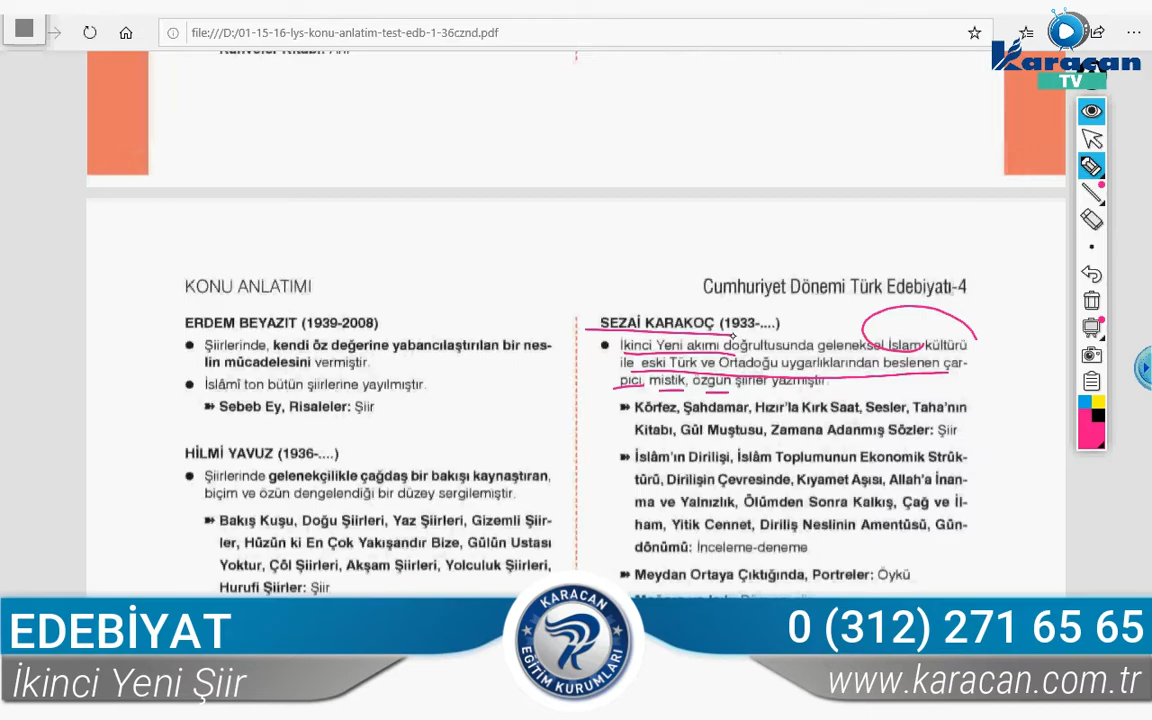 file:///D:/01-15-16-lys-konu-anlatim-test-edb-1-36cznd.pdf
Karacan
TV
KONU ANLATIMI
Cumhuriyet Dönemi Türk Edebiyatı-4
ERDEM BEYAZIT (1939-2008)
Şiirlerinde, kendi öz değerine yabancılaştırılan bir nes-
lin mücadelesini vermiştir.
İslâmî ton bütün şiirlerine yayılmıştır.
Sebeb Ey, Risaleler: Şiir
HİLMİ YAVUZ (1936-....)
Şiirlerinde gelenekçilikle çağdaş bir bakışı kaynaştıran,
biçim ve özün dengelendiği bir düzey sergilemiştir.
Bakış Kuşu, Doğu Şiirleri, Yaz Şiirleri, Gizemli Şiir-
ler, Hüzün ki En Çok Yakışandır Bize, Gülün Ustası
Yoktur, Çöl Şiirleri, Akşam Şiirleri, Yolculuk Şiirleri,
Hurufi Şiirler: Şiir
SEZAİ KARAKOÇ (1933-....)
İkinci Yeni akımı doğrultusunda geleneksel İslam kültürü
ile eski Türk ve Ortadoğu uygarlıklarından beslenen çar-
pıcı, mistik, özgün şiirler yazmıştır.
Körfez, Şahdamar, Hızır'la Kırk Saat, Sesler, Taha'nın
Kitabı, Gül Muştusu, Zamana Adanmış Sözler: Şiir
İslâm'ın Dirilişi, İslâm Toplumunun Ekonomik Strük-
türü, Dirilişin Çevresinde, Kıyamet Aşısı, Allah'a İnan-
ma ve Yalnızlık, Ölümden Sonra Kalkış, Çağ ve İl-
ham, Yitik Cennet, Diriliş Neslinin Amentüsü, Gün-
dönümü: İnceleme-deneme
Meydan Ortaya Çıktığında, Portreler: Öykü
EDEBİYAT
İkinci Yeni Şiir
KARACAN
EĞİTİM KURUMLARI
0 (312) 271 65 65
www.karacan.com.tr